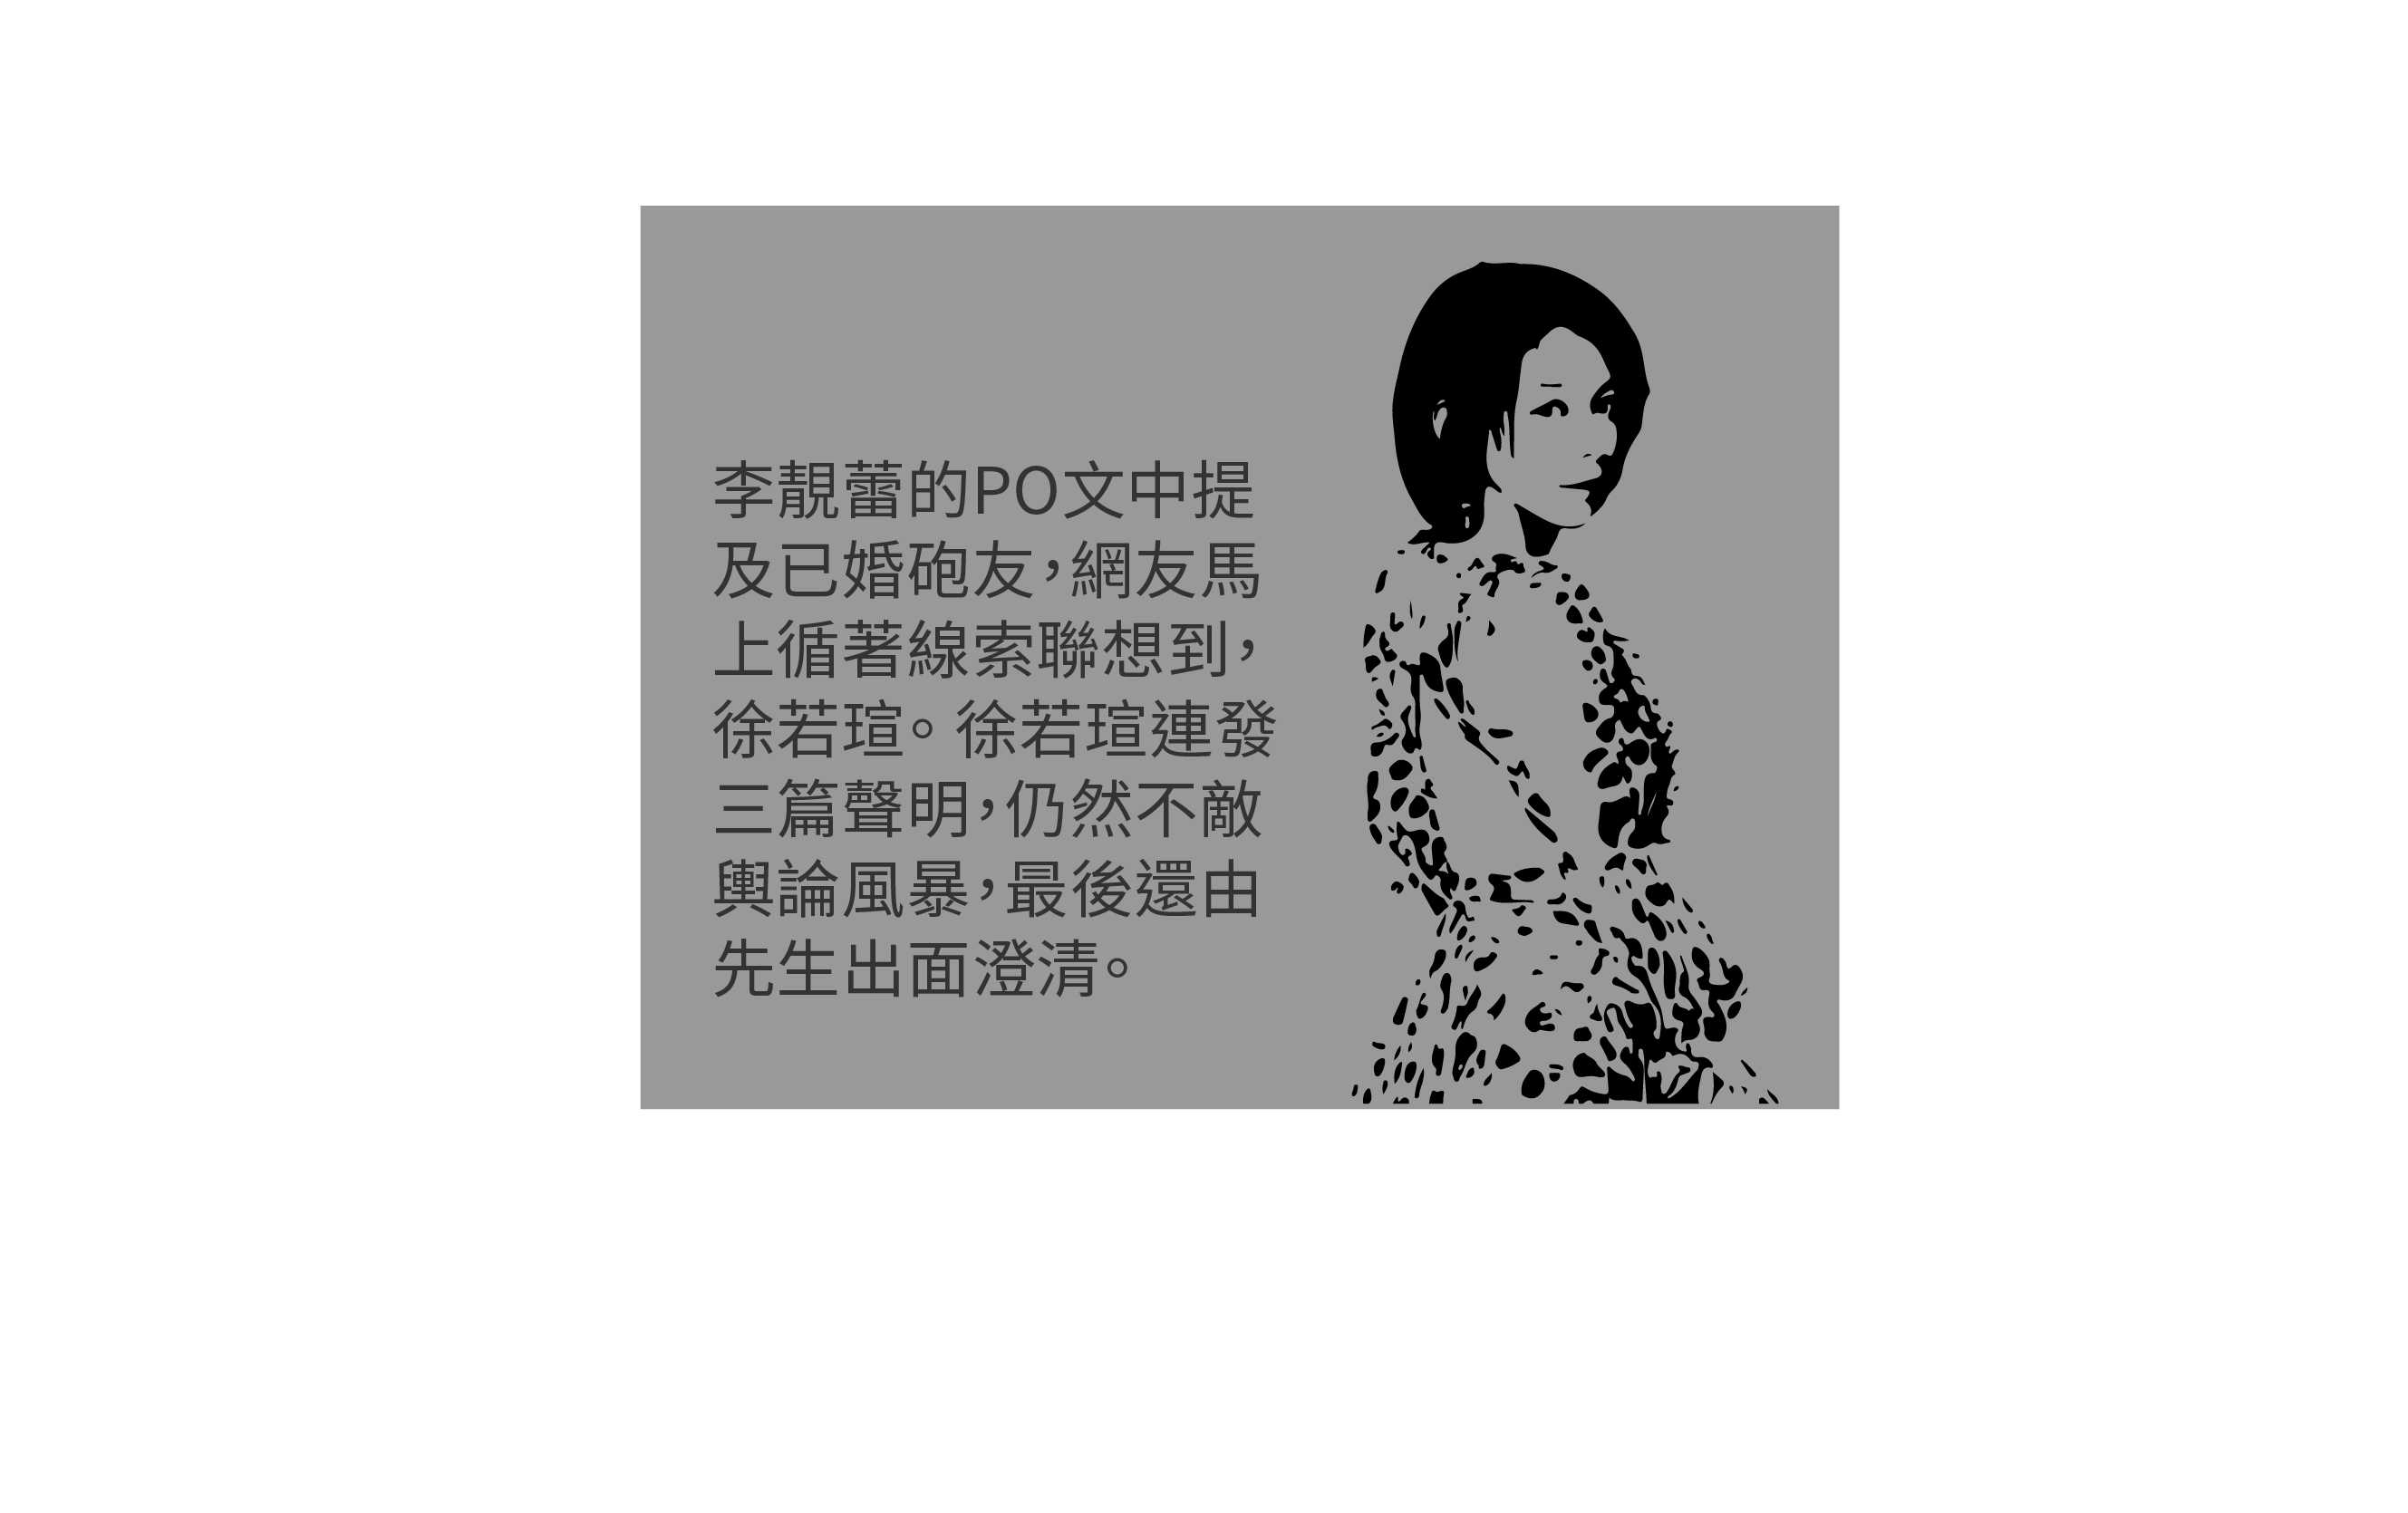 李靚蕾的PO文中提
及已婚砲友，網友馬
上循著線索聯想到，
徐若瑄。徐若瑄連發
三篇聲明，仍然不敵
輿論風暴，最後還由
先生出面澄清。